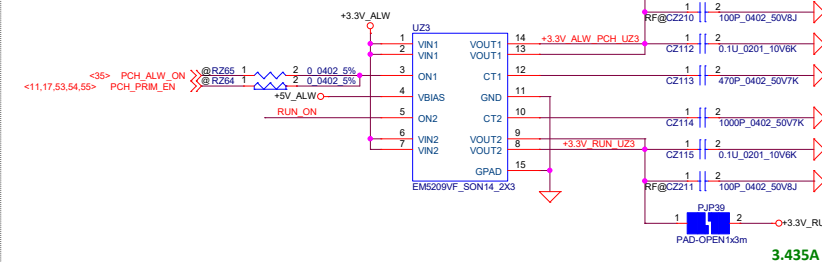 RF@CZ210 1 2 100P_0402_50V8J
+3.3V_ALW
UZ3
1 VIN1 VOUT1 14 +3.3V_ALW_PCH_UZ3
2 VIN1 VOUT1 13
CZ112 1 2 0.1U_0201_10V6K
<35> PCH_ALW_ON @RZ65 1 2 0_0402_5%
<11,17,53,54,55> PCH_PRIM_EN @RZ64 1 2 0_0402_5%
3 ON1 CT1 12
CZ113 1 2 470P_0402_50V7K
+5V_ALW 4 VBIAS GND 11
RUN_ON 5 ON2 CT2 10
CZ114 1 2 1000P_0402_50V7K
6 VIN2 VOUT2 9
7 VIN2 VOUT2 8 +3.3V_RUN_UZ3
CZ115 1 2 0.1U_0201_10V6K
GPAD 15
EM5209VF_SON14_2X3
RF@CZ211 1 2 100P_0402_50V8J
PJP39
1 2 +3.3V_RU
PAD-OPEN1x3m
3.435A